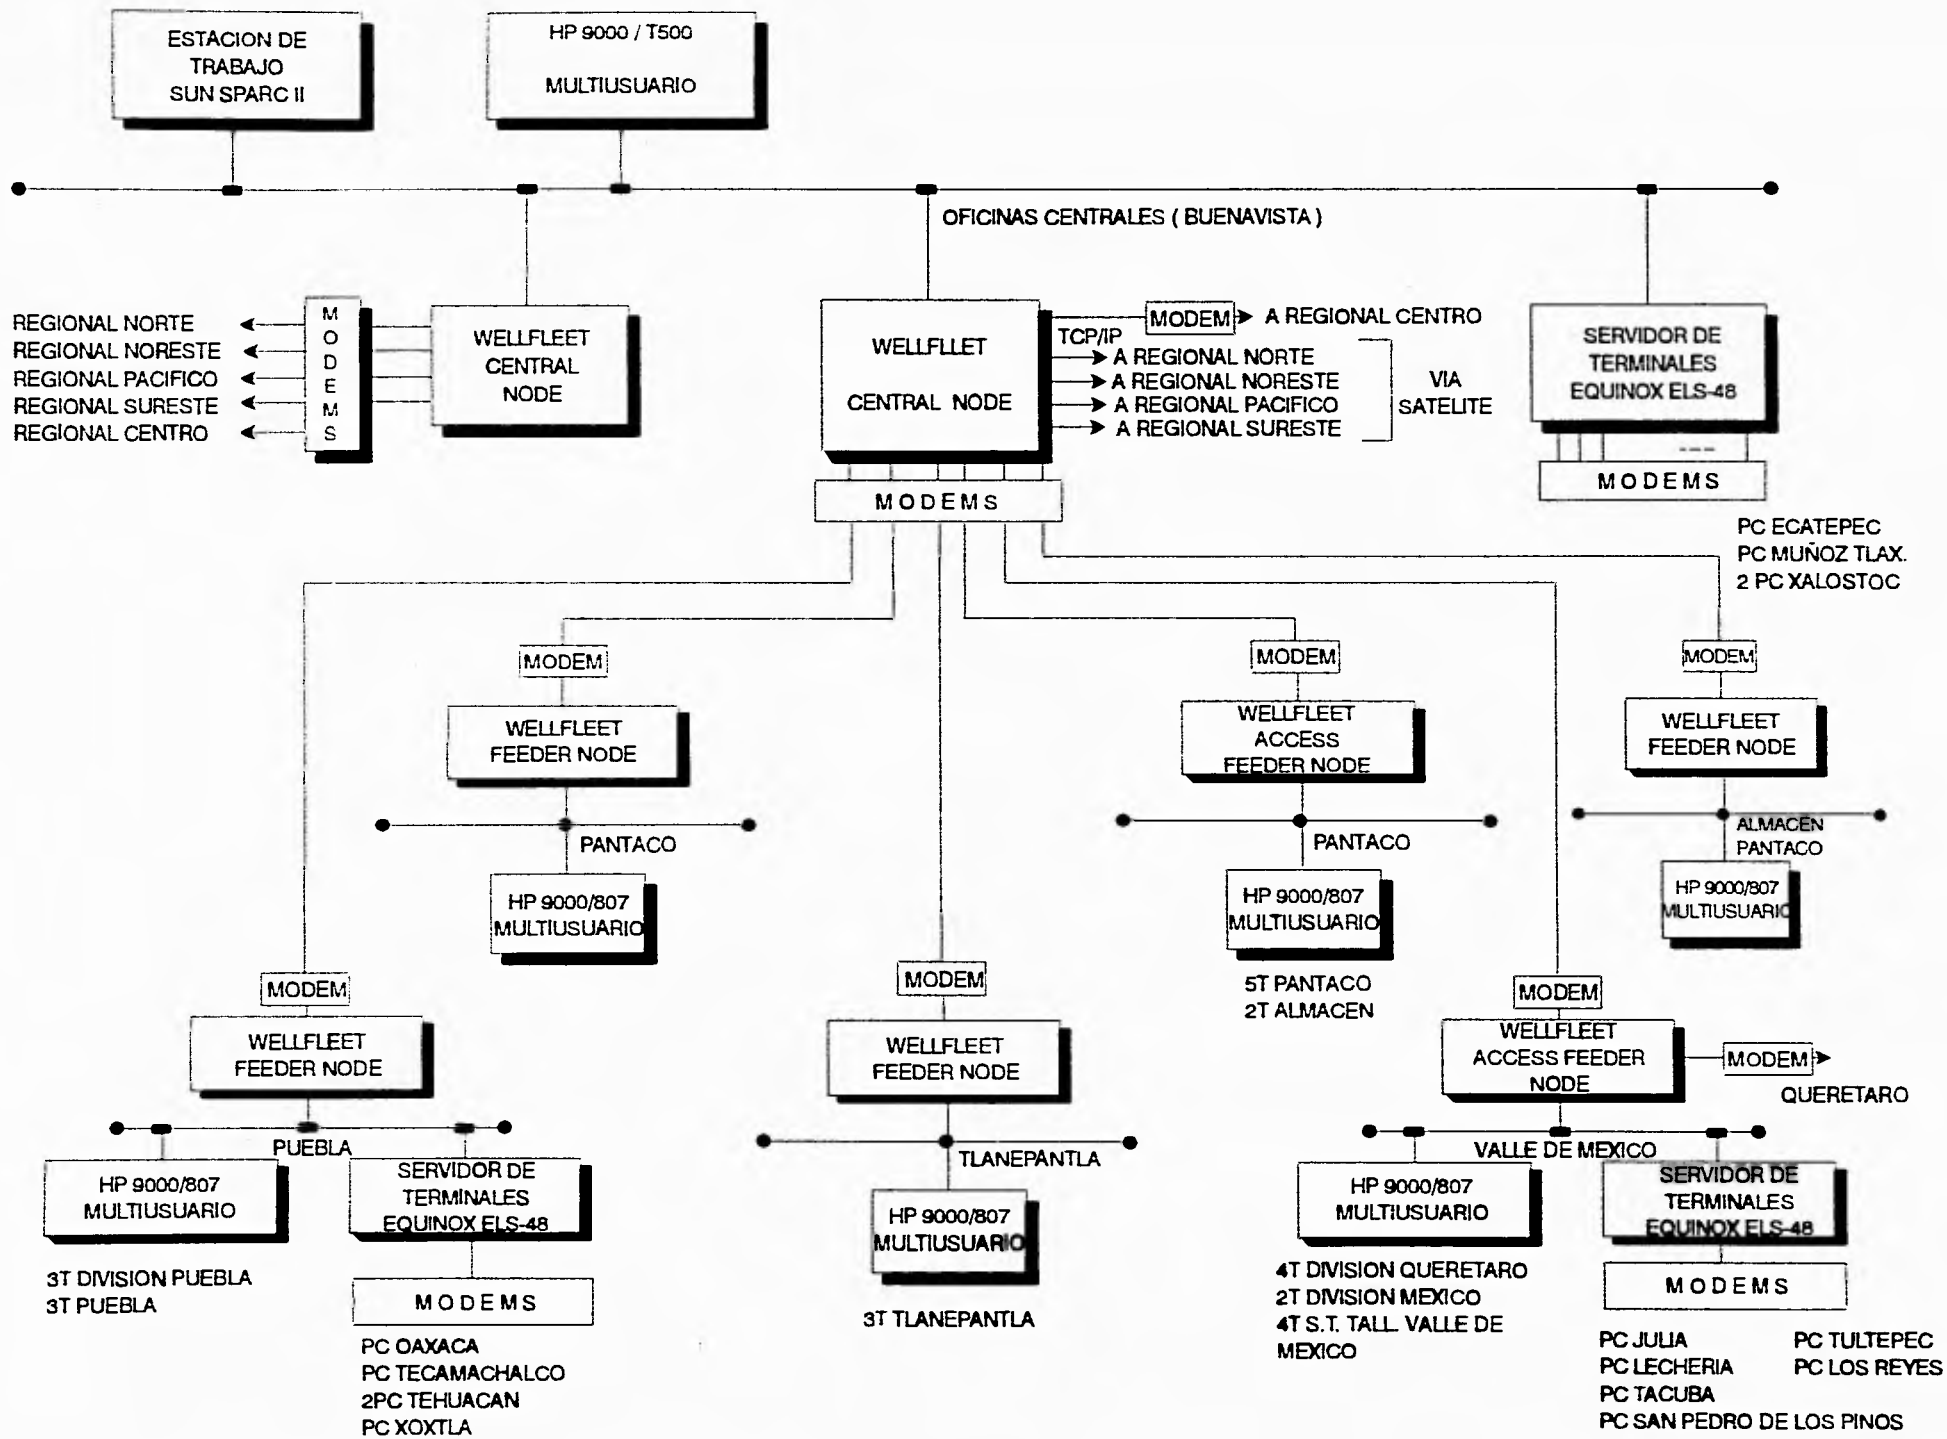 ESTACION DE
TRABAJO
SUN SPARC II
HP 9000 / T500
MULTIUSUARIO
OFICINAS CENTRALES ( BUENAVISTA )
REGIONAL NORTE
REGIONAL NORESTE
REGIONAL PACIFICO
REGIONAL SURESTE
REGIONAL CENTRO
M
O
D
E
M
S
WELLFLEET
CENTRAL
NODE
WELLFLLET
CENTRAL NODE
MODEM
A REGIONAL CENTRO
TCP/IP
A REGIONAL NORTE
A REGIONAL NORESTE
A REGIONAL PACIFICO
A REGIONAL SURESTE
VIA
SATELITE
SERVIDOR DE
TERMINALES
EQUINOX ELS-48
M O D E M S
PC ECATEPEC
PC MUÑOZ TLAX.
2 PC XALOSTOC
M O D E M S
MODEM
WELLFLEET
FEEDER NODE
PANTACO
HP 9000/807
MULTIUSUARIO
MODEM
WELLFLEET
ACCESS
FEEDER NODE
PANTACO
HP 9000/807
MULTIUSUARIO
5T PANTACO
2T ALMACEN
MODEM
WELLFLEET
FEEDER NODE
ALMACEN
PANTACO
HP 9000/807
MULTIUSUARIO
MODEM
WELLFLEET
FEEDER NODE
PUEBLA
HP 9000/807
MULTIUSUARIO
3T DIVISION PUEBLA
3T PUEBLA
SERVIDOR DE
TERMINALES
EQUINOX ELS-48
M O D E M S
PC OAXACA
PC TECAMACHALCO
2PC TEHUACAN
PC XOXTLA
MODEM
WELLFLEET
FEEDER NODE
TLANEPANTLA
HP 9000/807
MULTIUSUARIO
3T TLANEPANTLA
MODEM
WELLFLEET
ACCESS FEEDER
NODE
MODEM
QUERETARO
VALLE DE MEXICO
HP 9000/807
MULTIUSUARIO
4T DIVISION QUERETARO
2T DIVISION MEXICO
4T S.T. TALL. VALLE DE
MEXICO
SERVIDOR DE
TERMINALES
EQUINOX ELS-48
M O D E M S
PC JULIA PC TULTEPEC
PC LECHERIA PC LOS REYES
PC TACUBA
PC SAN PEDRO DE LOS PINOS